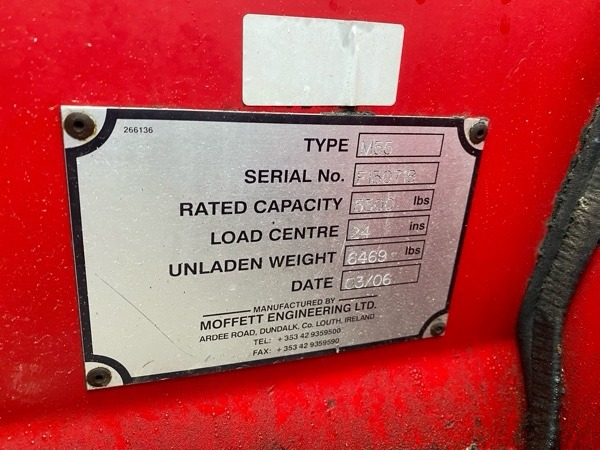 266136
TYPE M55
SERIAL No.
RATED CAPACITY lbs
LOAD CENTRE 24 ins
UNLADEN WEIGHT 6469 lbs
DATE 03/06
MANUFACTURED BY
MOFFETT ENGINEERING LTD.
ARDEE ROAD, DUNDALK, Co. LOUTH, IRELAND
TEL: + 353 42 9359500
FAX: + 353 42 9359590